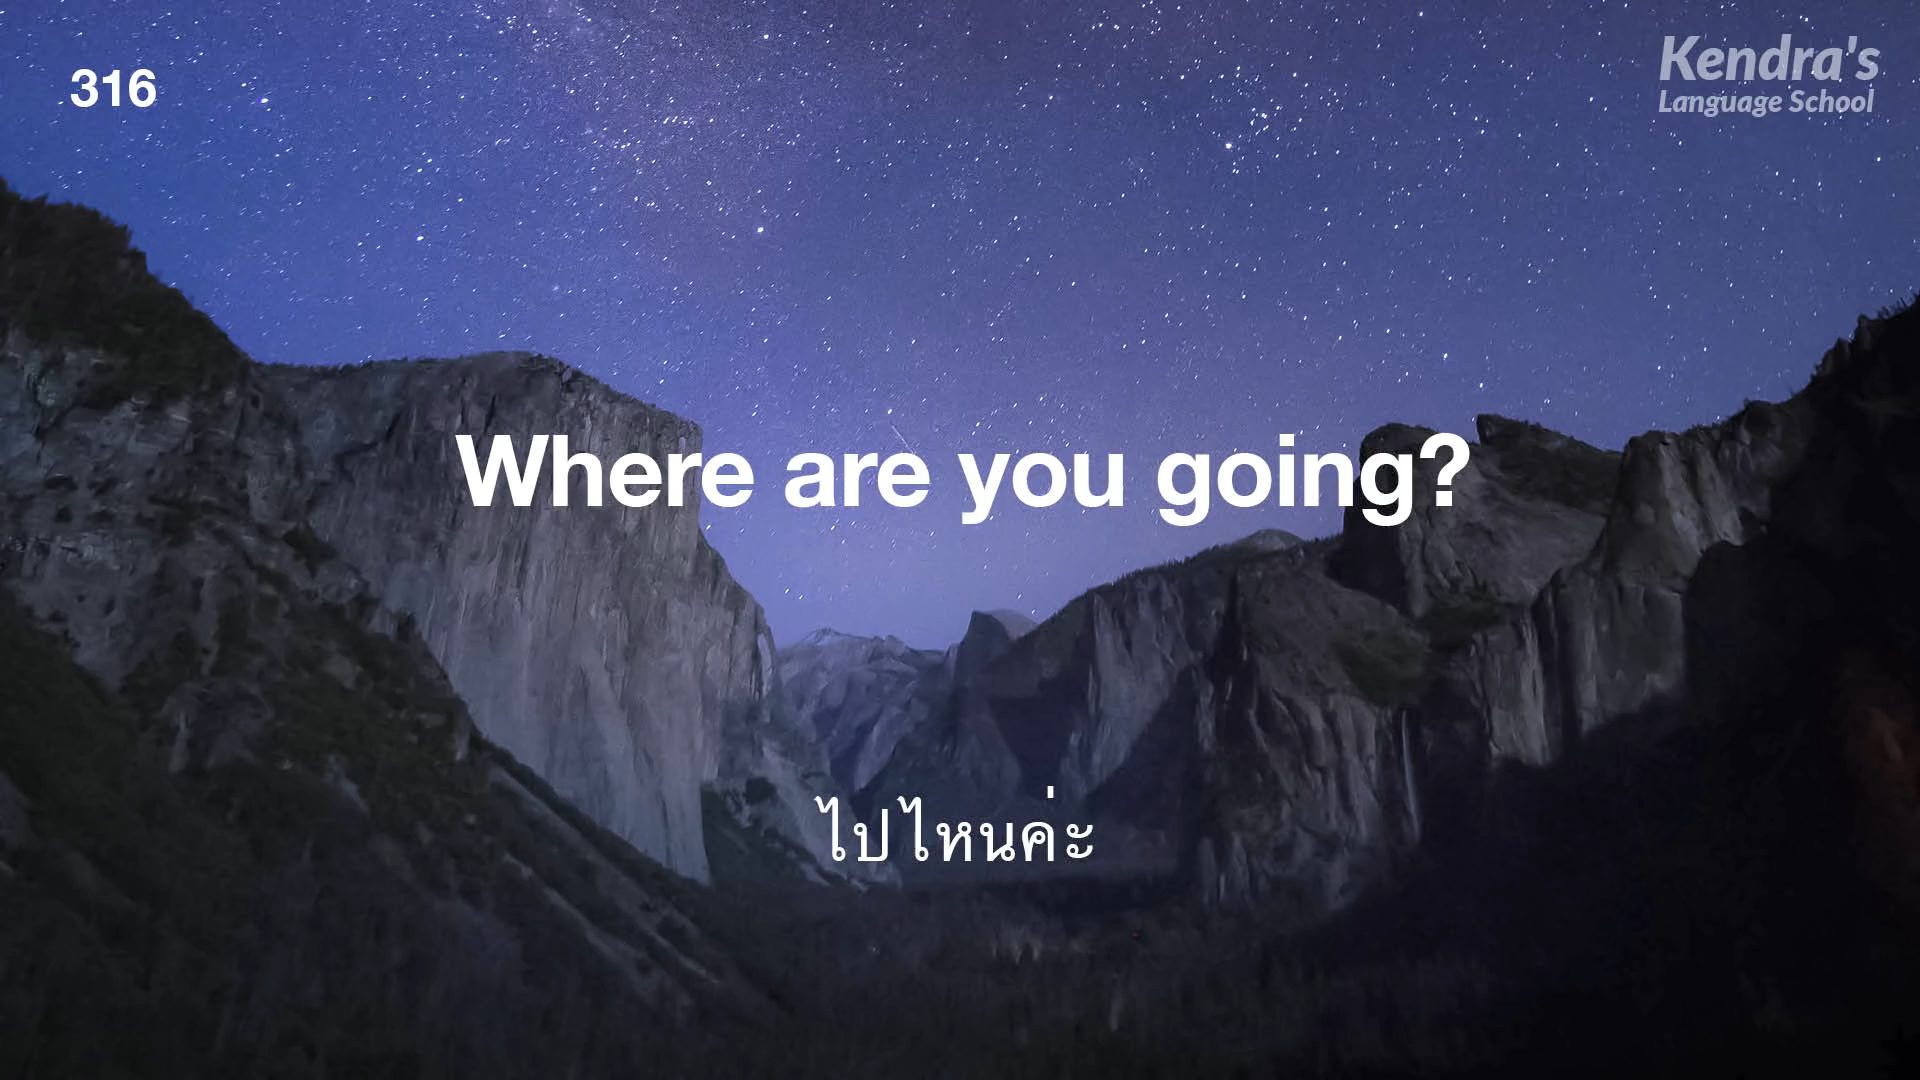 316
Kendra's
Language School
Where are you going?
ไปไหนค่ะ